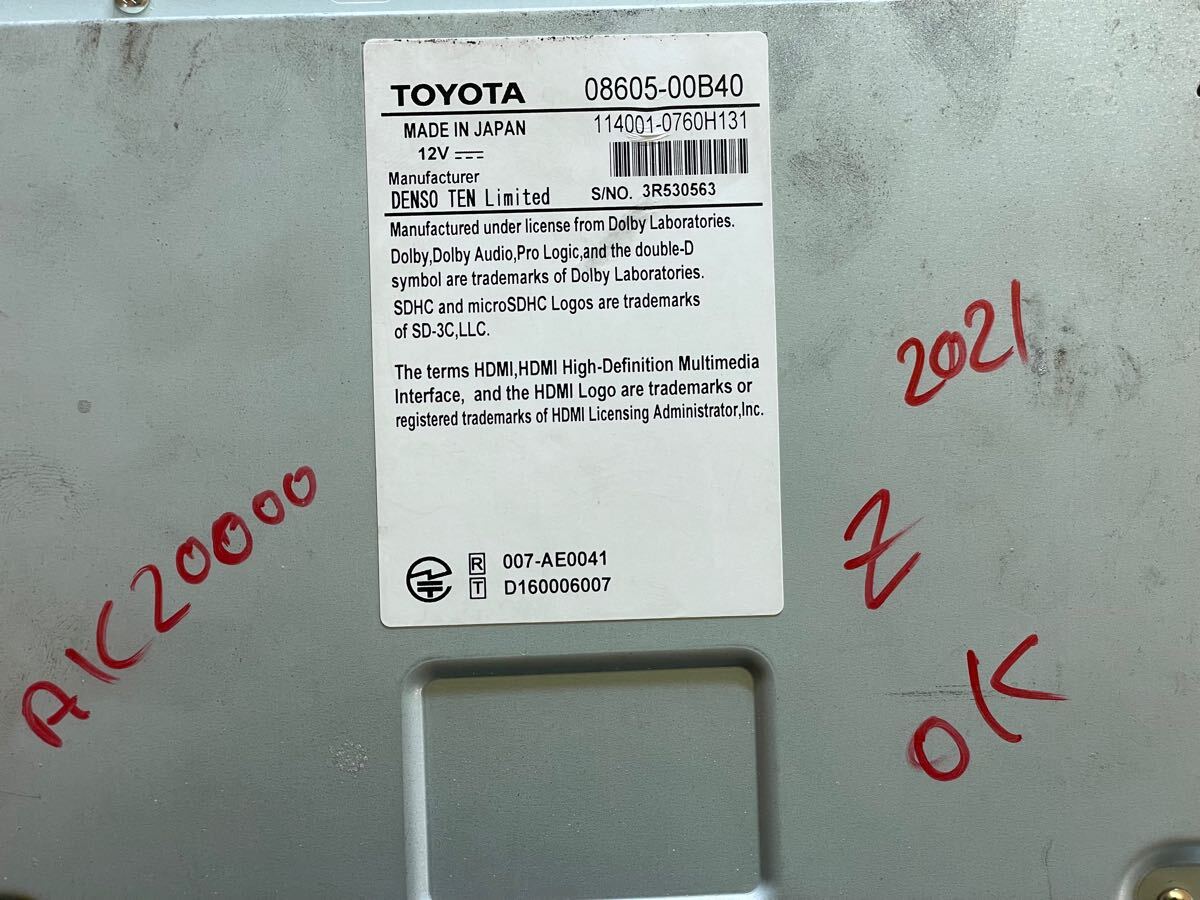 TOYOTA 08605-00B40
MADE IN JAPAN 114001-0760H131
12V
Manufacturer
DENSO TEN Limited S/NO. 3R530563
Manufactured under license from Dolby Laboratories.
Dolby,Dolby Audio,Pro Logic,and the double-D
symbol are trademarks of Dolby Laboratories.
SDHC and microSDHC Logos are trademarks
of SD-3C,LLC.
The terms HDMI,HDMI High-Definition Multimedia
Interface, and the HDMI Logo are trademarks or
registered trademarks of HDMI Licensing Administrator,Inc.
R 007-AE0041
T D160006007
AK20000
2021
Z
OK